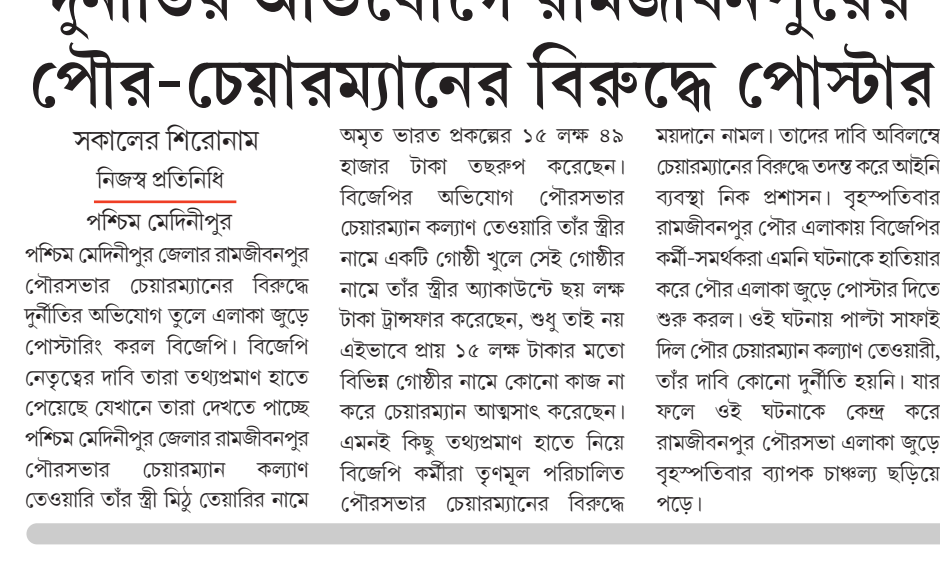 দুর্নীতির অভিযোগে রামজীবনপুরের
পৌর-চেয়ারম্যানের বিরুদ্ধে পোস্টার
সকালের শিরোনাম
নিজস্ব প্রতিনিধি
পশ্চিম মেদিনীপুর
পশ্চিম মেদিনীপুর জেলার রামজীবনপুর
পৌরসভার চেয়ারম্যানের বিরুদ্ধে
দুর্নীতির অভিযোগ তুলে এলাকা জুড়ে
পোস্টারিং করল বিজেপি। বিজেপি
নেতৃত্বের দাবি তারা তথ্যপ্রমাণ হাতে
পেয়েছে যেখানে তারা দেখতে পাচ্ছে
পশ্চিম মেদিনীপুর জেলার রামজীবনপুর
পৌরসভার চেয়ারম্যান কল্যাণ
তেওয়ারি তাঁর স্ত্রী মিঠু তেয়ারির নামে
অমৃত ভারত প্রকল্পের ১৫ লক্ষ ৪৯
হাজার টাকা তছরুপ করেছেন।
বিজেপির অভিযোগ পৌরসভার
চেয়ারম্যান কল্যাণ তেওয়ারি তাঁর স্ত্রীর
নামে একটি গোষ্ঠী খুলে সেই গোষ্ঠীর
নামে তাঁর স্ত্রীর অ্যাকাউন্টে ছয় লক্ষ
টাকা ট্রান্সফার করেছেন, শুধু তাই নয়
এইভাবে প্রায় ১৫ লক্ষ টাকার মতো
বিভিন্ন গোষ্ঠীর নামে কোনো কাজ না
করে চেয়ারম্যান আত্মসাৎ করেছেন।
এমনই কিছু তথ্যপ্রমাণ হাতে নিয়ে
বিজেপি কর্মীরা তৃণমূল পরিচালিত
পৌরসভার চেয়ারম্যানের বিরুদ্ধে
ময়দানে নামল। তাদের দাবি অবিলম্বে
চেয়ারম্যানের বিরুদ্ধে তদন্ত করে আইনি
ব্যবস্থা নিক প্রশাসন। বৃহস্পতিবার
রামজীবনপুর পৌর এলাকায় বিজেপির
কর্মী-সমর্থকরা এমনি ঘটনাকে হাতিয়ার
করে পৌর এলাকা জুড়ে পোস্টার দিতে
শুরু করল। ওই ঘটনায় পাল্টা সাফাই
দিল পৌর চেয়ারম্যান কল্যাণ তেওয়ারী,
তাঁর দাবি কোনো দুর্নীতি হয়নি। যার
ফলে ওই ঘটনাকে কেন্দ্র করে
রামজীবনপুর পৌরসভা এলাকা জুড়ে
বৃহস্পতিবার ব্যাপক চাঞ্চল্য ছড়িয়ে
পড়ে।